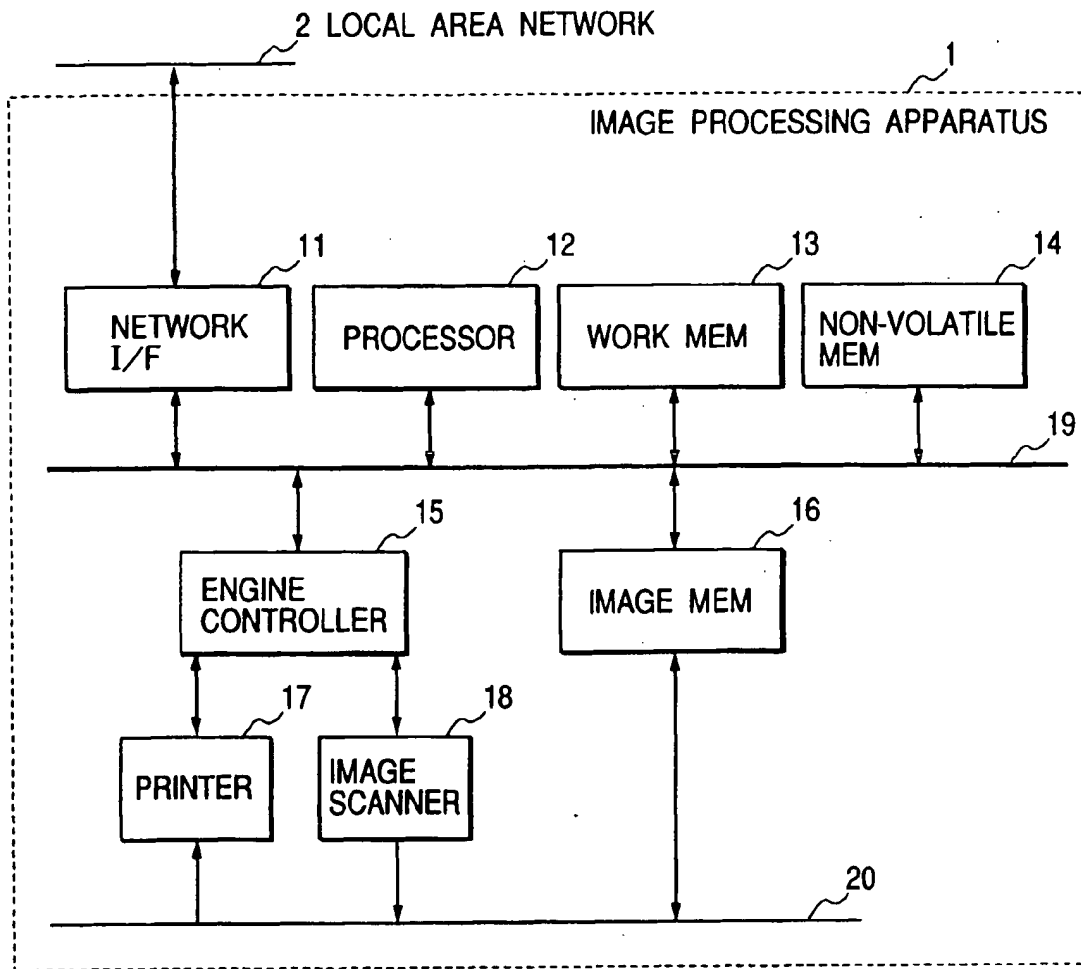 2 LOCAL AREA NETWORK
1
IMAGE PROCESSING APPARATUS
11
12
13
14
NETWORK
I/F
PROCESSOR
WORK MEM
NON-VOLATILE
MEM
19
15
16
ENGINE
CONTROLLER
IMAGE MEM
17
18
PRINTER
IMAGE
SCANNER
20